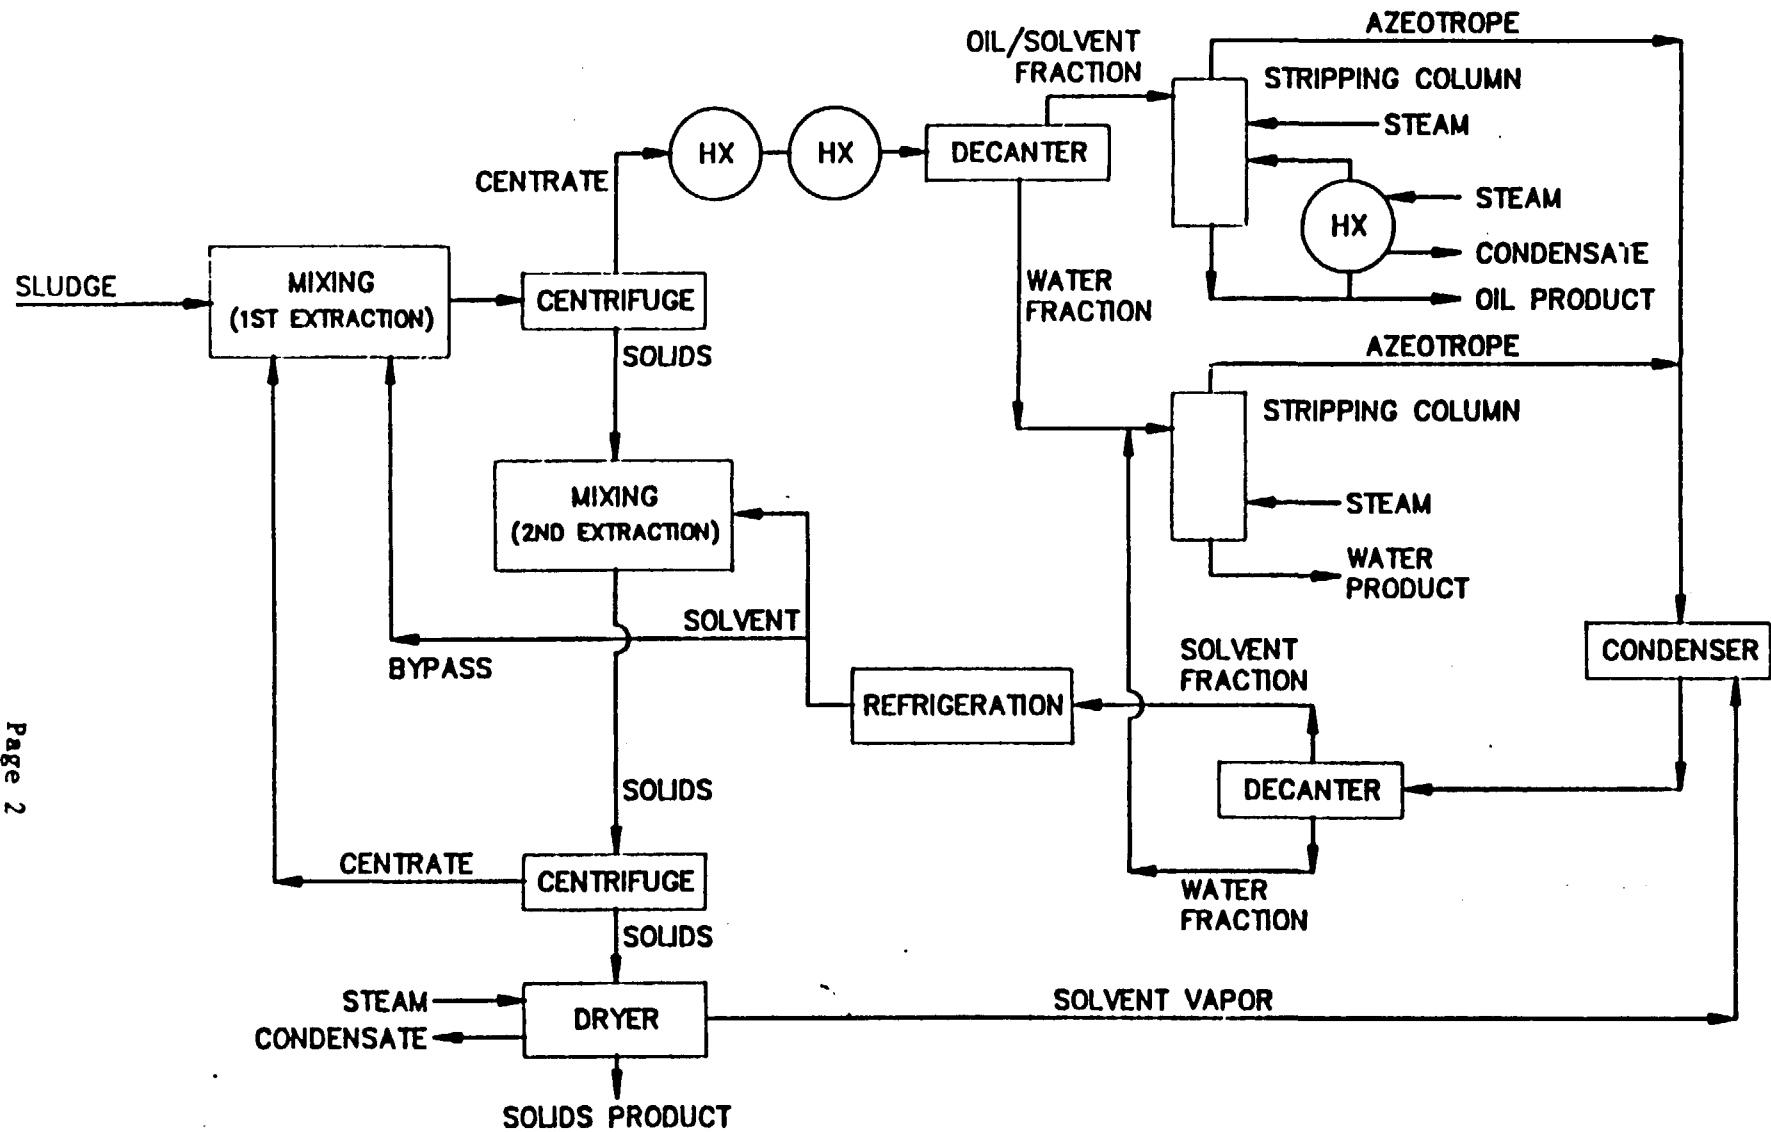 AZEOTROPE
OIL/SOLVENT
FRACTION
STRIPPING COLUMN
STEAM
HX
HX
DECANTER
CENTRATE
STEAM
HX
CONDENSATE
OIL PRODUCT
SLUDGE
MIXING
(1ST EXTRACTION)
CENTRIFUGE
WATER
FRACTION
SOLIDS
AZEOTROPE
STRIPPING COLUMN
MIXING
(2ND EXTRACTION)
STEAM
WATER
PRODUCT
SOLVENT
BYPASS
SOLVENT
FRACTION
CONDENSER
REFRIGERATION
DECANTER
SOLIDS
Page 2
CENTRATE
CENTRIFUGE
WATER
FRACTION
SOLIDS
STEAM
CONDENSATE
DRYER
SOLVENT VAPOR
SOLIDS PRODUCT